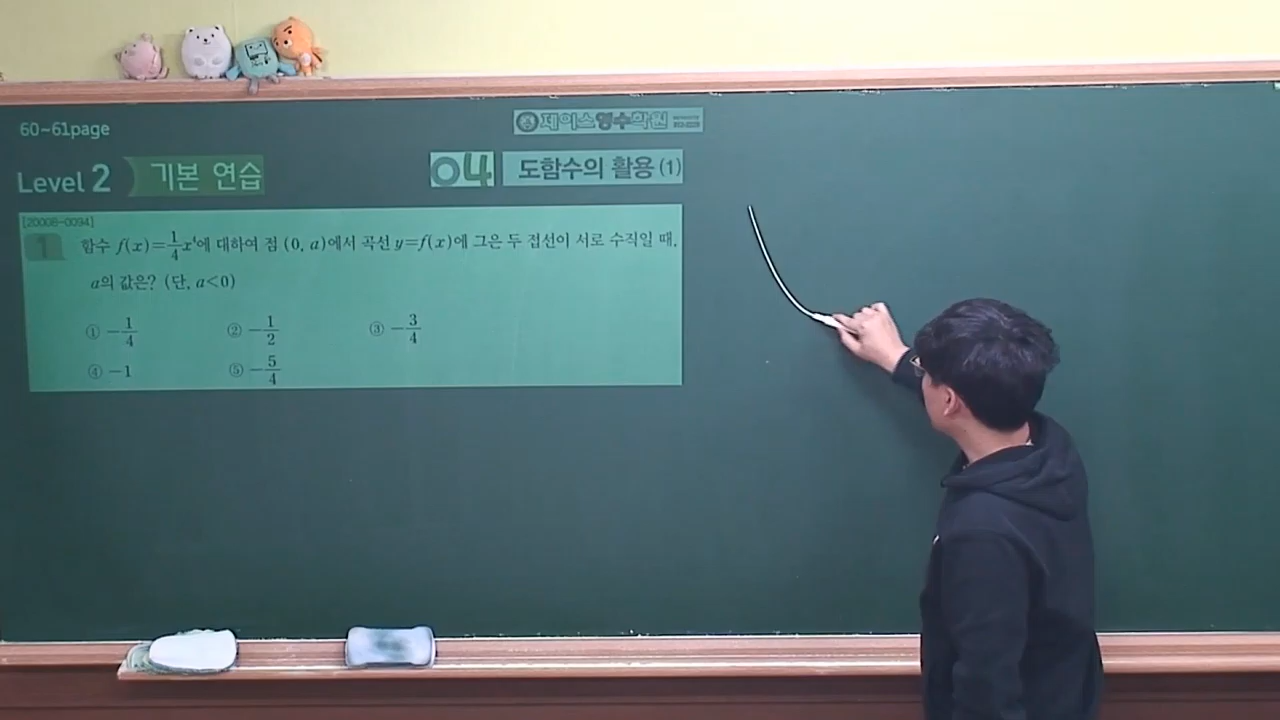 60~61page
제이스영수학원
Level 2 기본 연습
04 도함수의 활용 (1)
[20008-0094]
1 함수 f(x)=1/4x⁴에 대하여 점 (0, a)에서 곡선 y=f(x)에 그은 두 접선이 서로 수직일 때,
a의 값은? (단, a<0)
① -1/4 ② -1/2 ③ -3/4
④ -1 ⑤ -5/4